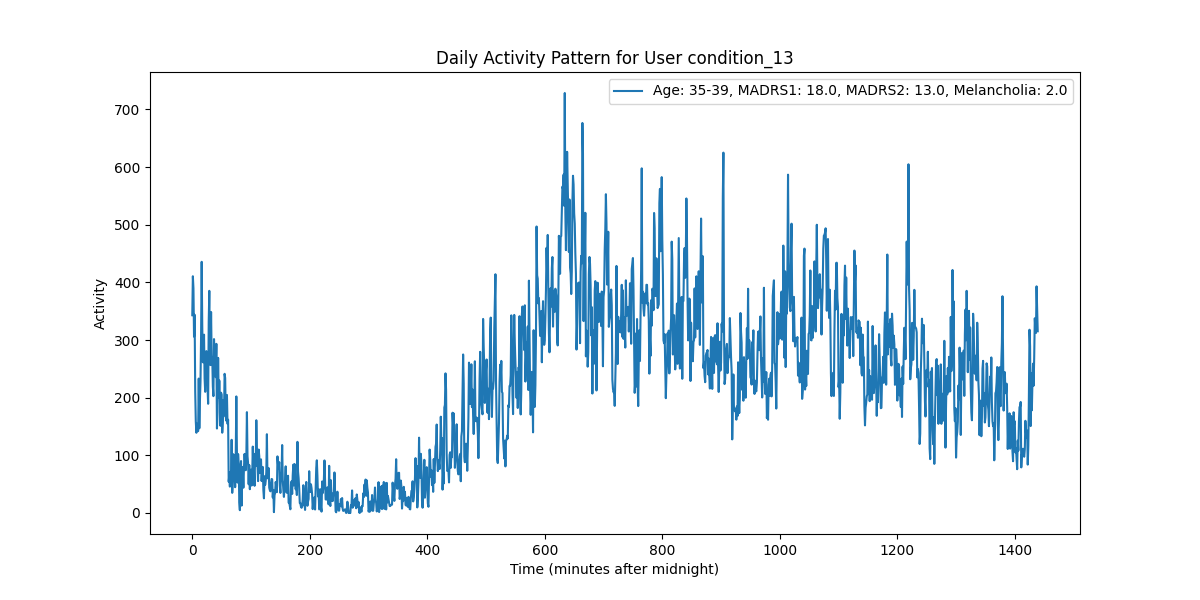 Daily Activity Pattern for User condition_13
Age: 35-39, MADRS1: 18.0, MADRS2: 13.0, Melancholia: 2.0
700
600
500
400
300
200
100
0
Activity
0 200 400 600 800 1000 1200 1400
Time (minutes after midnight)